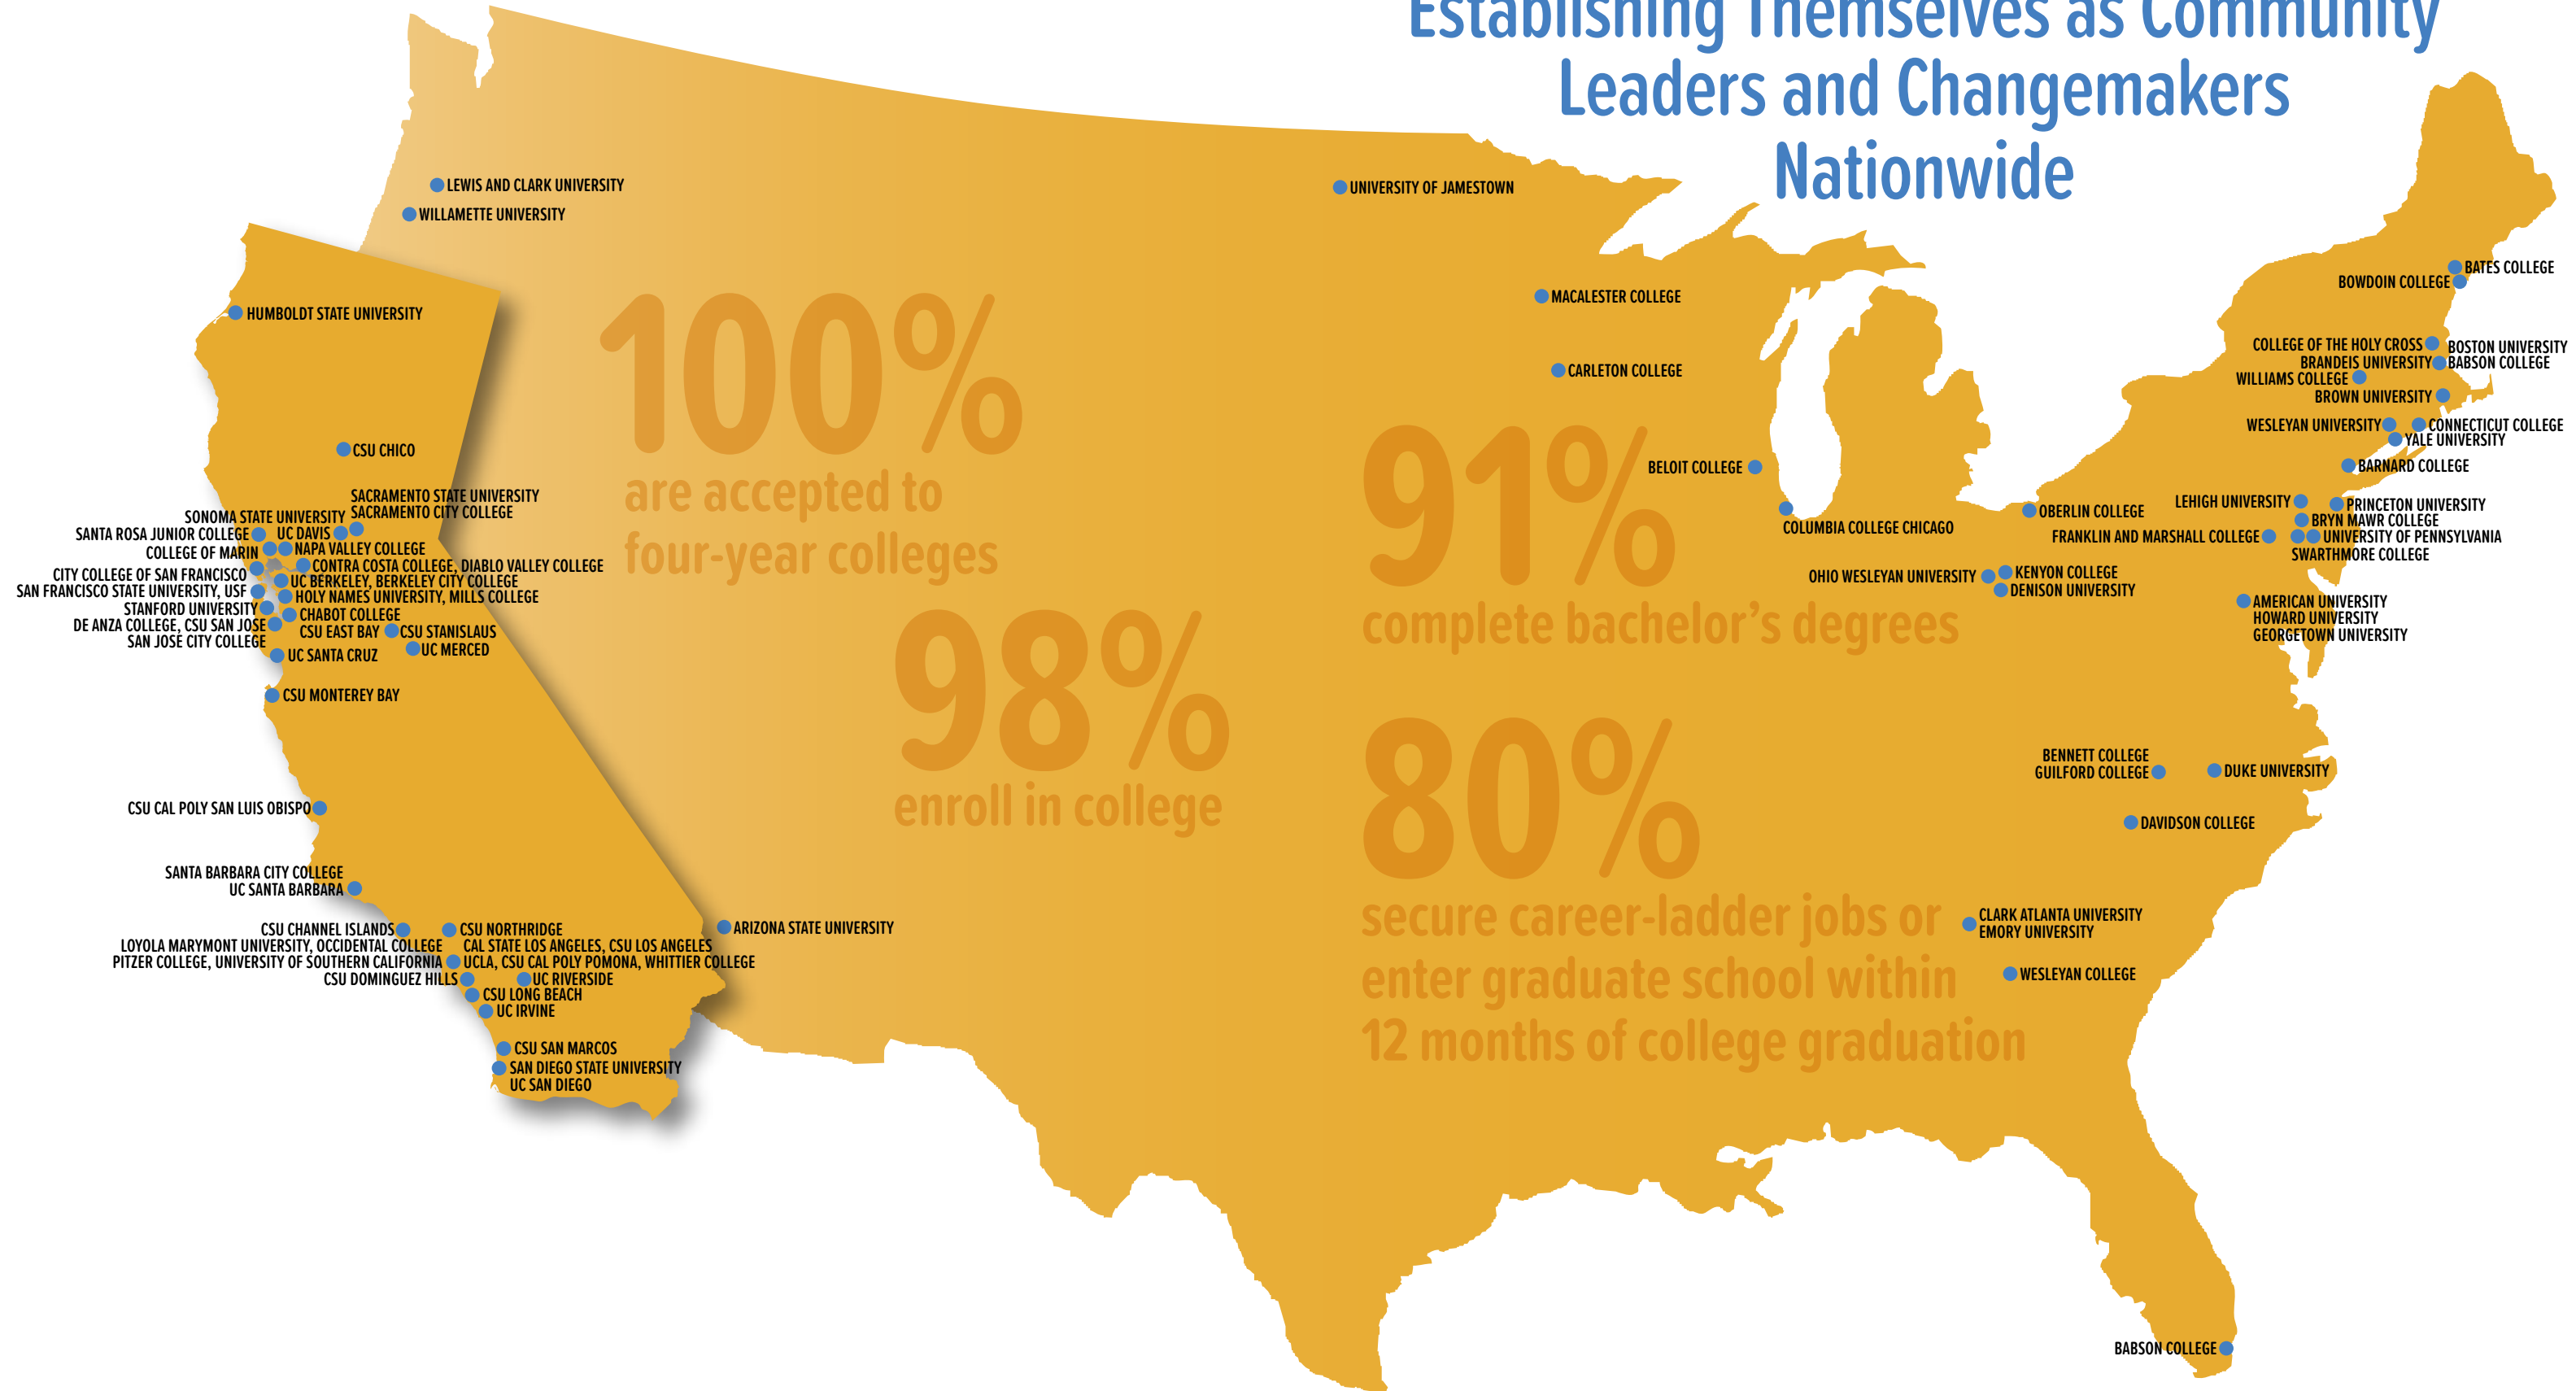 Establishing Themselves as Community
Leaders and Changemakers
Nationwide
LEWIS AND CLARK UNIVERSITY
WILLAMETTE UNIVERSITY
UNIVERSITY OF JAMESTOWN
HUMBOLDT STATE UNIVERSITY
CSU CHICO
SACRAMENTO STATE UNIVERSITY
SACRAMENTO CITY COLLEGE
SONOMA STATE UNIVERSITY
SANTA ROSA JUNIOR COLLEGE
UC DAVIS
COLLEGE OF MARIN
NAPA VALLEY COLLEGE
CONTRA COSTA COLLEGE, DIABLO VALLEY COLLEGE
CITY COLLEGE OF SAN FRANCISCO
UC BERKELEY, BERKELEY CITY COLLEGE
SAN FRANCISCO STATE UNIVERSITY, USF
HOLY NAMES UNIVERSITY, MILLS COLLEGE
STANFORD UNIVERSITY
CHABOT COLLEGE
DE ANZA COLLEGE, CSU SAN JOSE
CSU EAST BAY
CSU STANISLAUS
SAN JOSE CITY COLLEGE
UC MERCED
UC SANTA CRUZ
CSU MONTEREY BAY
CSU CAL POLY SAN LUIS OBISPO
SANTA BARBARA CITY COLLEGE
UC SANTA BARBARA
CSU CHANNEL ISLANDS
CSU NORTHRIDGE
LOYOLA MARYMONT UNIVERSITY, OCCIDENTAL COLLEGE
CAL STATE LOS ANGELES, CSU LOS ANGELES
PITZER COLLEGE, UNIVERSITY OF SOUTHERN CALIFORNIA
UCLA, CSU CAL POLY POMONA, WHITTIER COLLEGE
CSU DOMINGUEZ HILLS
UC RIVERSIDE
CSU LONG BEACH
UC IRVINE
CSU SAN MARCOS
SAN DIEGO STATE UNIVERSITY
UC SAN DIEGO
ARIZONA STATE UNIVERSITY
100%
are accepted to
four-year colleges
98%
enroll in college
91%
complete bachelor's degrees
80%
secure career-ladder jobs or
enter graduate school within
12 months of college graduation
MACALESTER COLLEGE
CARLETON COLLEGE
BELOIT COLLEGE
COLUMBIA COLLEGE CHICAGO
OBERLIN COLLEGE
OHIO WESLEYAN UNIVERSITY
KENYON COLLEGE
DENISON UNIVERSITY
BATES COLLEGE
BOWDOIN COLLEGE
COLLEGE OF THE HOLY CROSS
BOSTON UNIVERSITY
BRANDEIS UNIVERSITY
BABSON COLLEGE
WILLIAMS COLLEGE
BROWN UNIVERSITY
WESLEYAN UNIVERSITY
CONNECTICUT COLLEGE
YALE UNIVERSITY
BARNARD COLLEGE
LEHIGH UNIVERSITY
PRINCETON UNIVERSITY
BRYN MAWR COLLEGE
FRANKLIN AND MARSHALL COLLEGE
UNIVERSITY OF PENNSYLVANIA
SWARTHMORE COLLEGE
AMERICAN UNIVERSITY
HOWARD UNIVERSITY
GEORGETOWN UNIVERSITY
BENNETT COLLEGE
GUILFORD COLLEGE
DUKE UNIVERSITY
DAVIDSON COLLEGE
CLARK ATLANTA UNIVERSITY
EMORY UNIVERSITY
WESLEYAN COLLEGE
BABSON COLLEGE